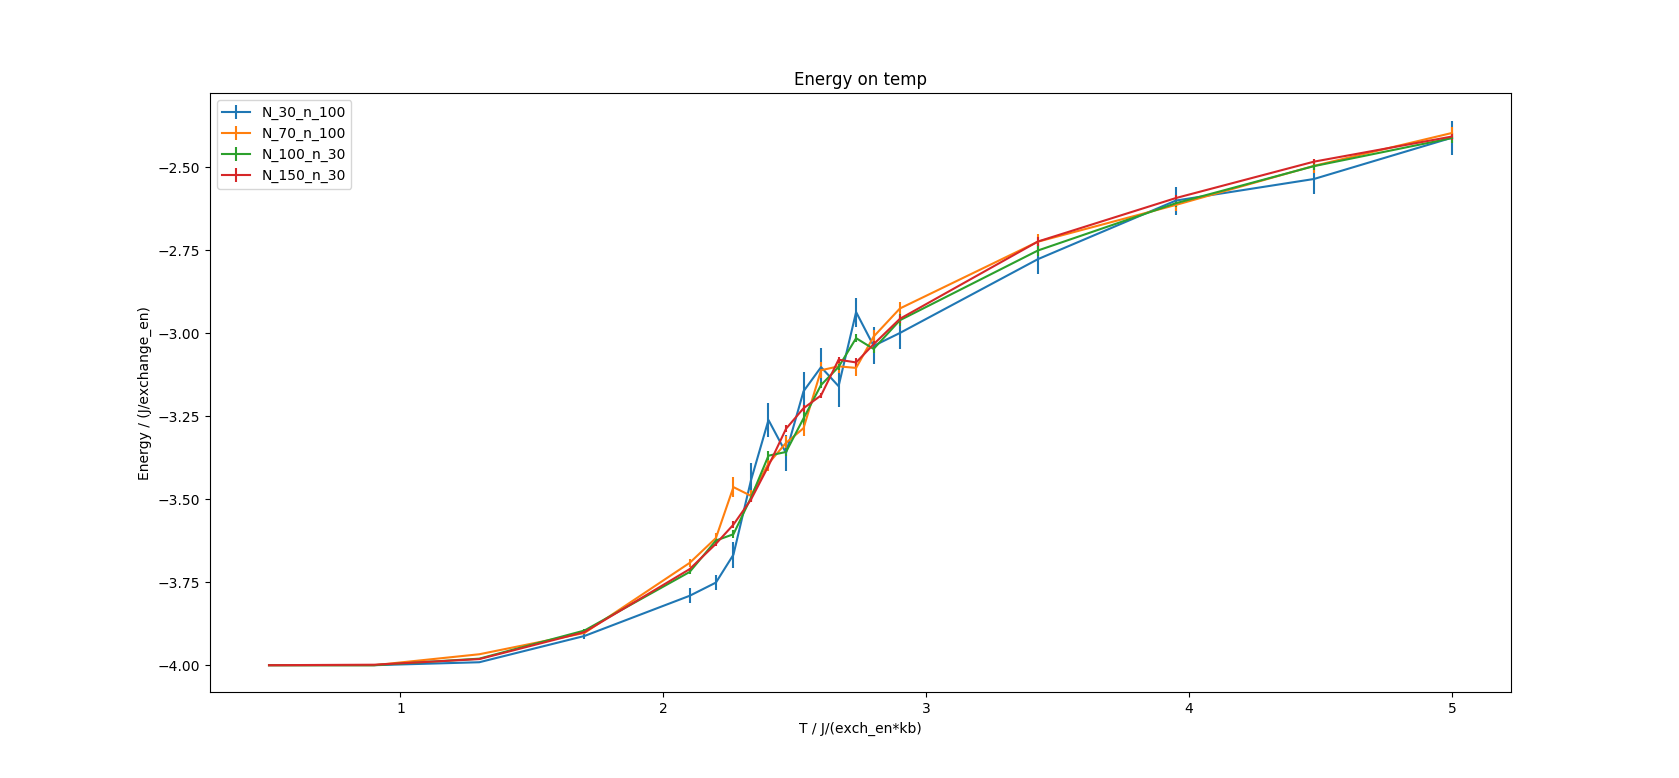 Energy on temp
N_30_n_100
N_70_n_100
N_100_n_30
N_150_n_30
−2.50
−2.75
−3.00
−3.25
−3.50
−3.75
−4.00
Energy / (J/exchange_en)
1 2 3 4 5
T / J/(exch_en*kb)